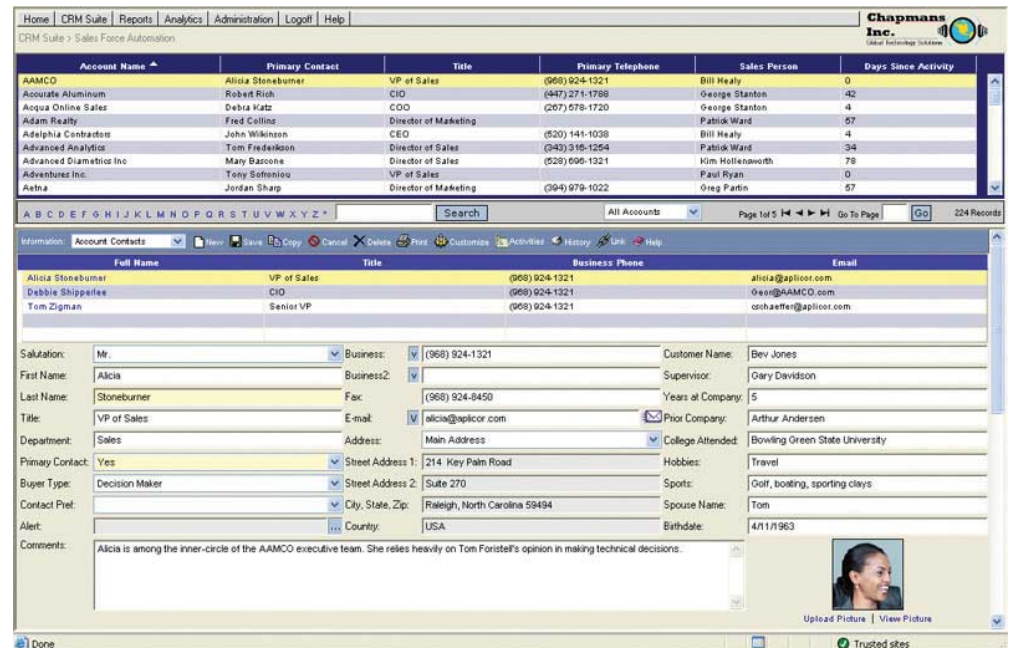 Home | CRM Suite | Reports | Analytics | Administration | Logoff | Help |
Chapmans Inc.
Global Technology Solutions
CRM Suite > Sales Force Automation
Account Name Primary Contact Title Primary Telephone Sales Person Days Since Activity
AAMCO Alicia Stoneburner VP of Sales (968) 924-1321 Bill Healy 0
Accurate Aluminum Robert Rich CIO (447) 271-1788 George Stanton 42
Acqua Online Sales Debra Katz COO (267) 578-1720 George Stanton 4
Adam Realty Fred Collins Director of Marketing Patrick Ward 57
Adelphia Contractors John Wilkinson CEO (520) 141-1038 Bill Healy 4
Advanced Analytics Tom Frederikson Director of Sales (343) 316-1254 Patrick Ward 34
Advanced Diametrics Inc Mary Bascone Director of Sales (528) 696-1321 Kim Hollensworth 78
Adventures Inc. Tony Sofroniou VP of Sales Paul Ryan 0
Aetna Jordan Sharp Director of Marketing (394) 979-1022 Greg Partin 57
A B C D E F G H I J K L M N O P Q R S T U V W X Y Z * Search All Accounts Page 1of 5 Go To Page Go 224 Records
Information: Account Contacts New Save Copy Cancel Delete Print Customize Activities History Link Help
Full Name Title Business Phone Email
Alicia Stoneburner VP of Sales (968) 924-1321 alicia@aplicor.com
Debbie Shipperlee CIO (968) 924-1321 Geor@AAMCO.com
Tom Zigman Senior VP (968) 924-1321 cschaeffer@aplicor.com
Salutation: Mr. Business: V (968) 924-1321 Customer Name: Bev Jones
First Name: Alicia Business2: V Supervisor: Gary Davidson
Last Name: Stoneburner Fax: (968) 924-8450 Years at Company: 5
Title: VP of Sales E-mail: V alicia@aplicor.com Prior Company: Arthur Andersen
Department: Sales Address: Main Address College Attended: Bowling Green State University
Primary Contact: Yes Street Address 1: 214 Key Palm Road Hobbies: Travel
Buyer Type: Decision Maker Street Address 2: Suite 270 Sports: Golf, boating, sporting clays
Contact Pref: City, State, Zip: Raleigh, North Carolina 59494 Spouse Name: Tom
Alert: ... Country: USA Birthdate: 4/11/1963
Comments: Alicia is among the inner-circle of the AAMCO executive team. She relies heavily on Tom Foristell's opinion in making technical decisions.
Upload Picture | View Picture
Done Trusted sites